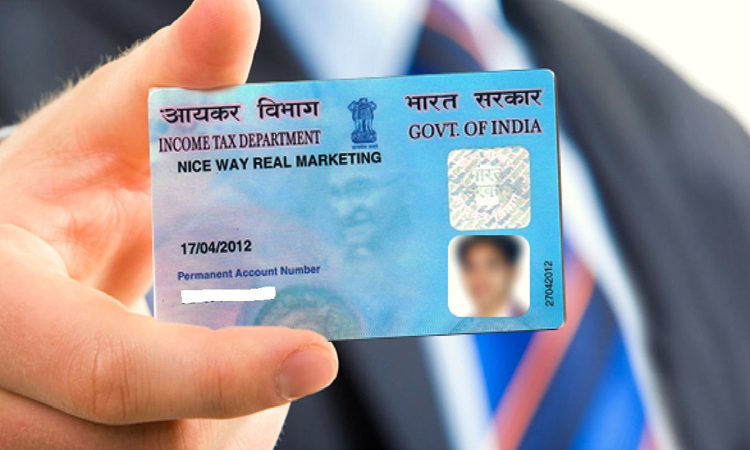 आयकर विभाग
INCOME TAX DEPARTMENT
भारत सरकार
GOVT. OF INDIA
NICE WAY REAL MARKETING
17/04/2012
Permanent Account Number
27042012